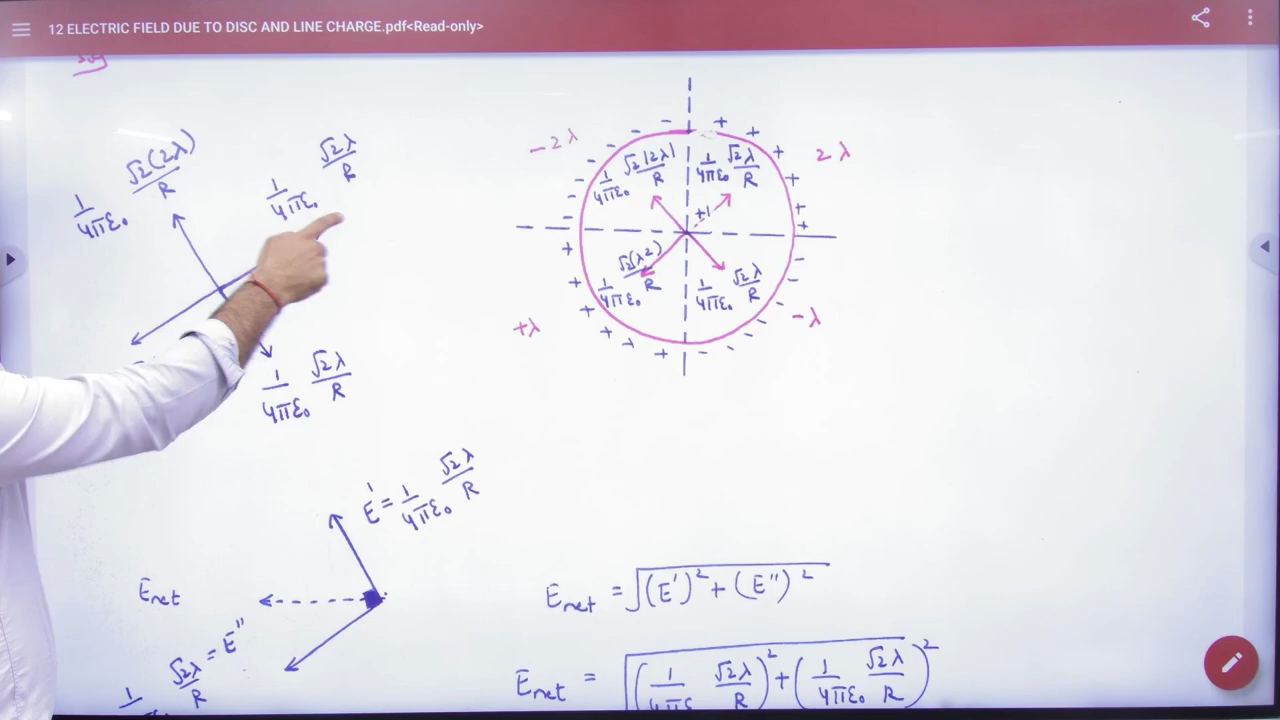 12 ELECTRIC FIELD DUE TO DISC AND LINE CHARGE.pdf<Read-only>
1/4πε₀ √2(2λ)/R
1/4πε₀ √2λ/R
1/4πε₀ √2λ/R
-2λ
2λ
1/4πε₀ √2|2λ|/R
1/4πε₀ √2λ/R
+1
1/4πε₀ √2(λ2)/R
1/4πε₀ √2λ/R
+λ
-λ
E' = 1/4πε₀ √2λ/R
Enet
√2λ/R = E''
Enet = √(E')² + (E'')²
Enet = √(1/4πε √2λ/R)² + (1/4πε₀ √2λ/R)²